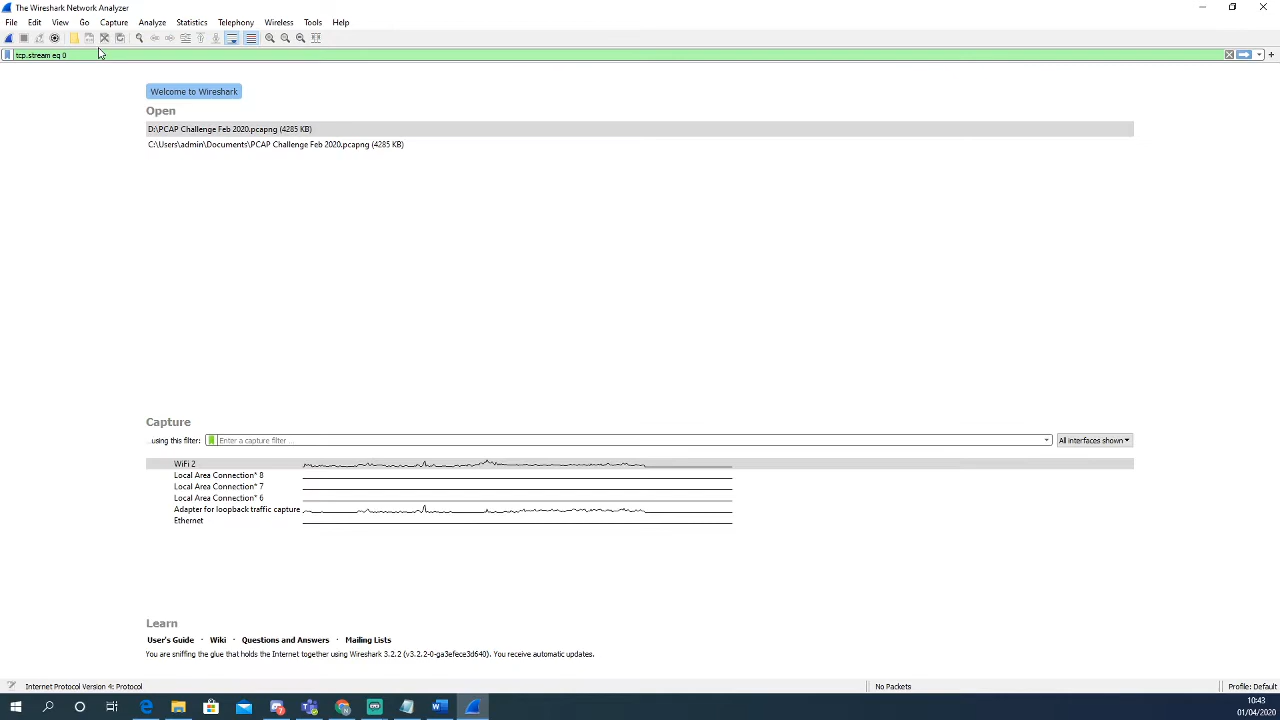 The Wireshark Network Analyzer
File Edit View Go Capture Analyze Statistics Telephony Wireless Tools Help
tcp.stream eq 0
Welcome to Wireshark
Open
D:\PCAP Challenge Feb 2020.pcapng (4285 KB)
C:\Users\admin\Documents\PCAP Challenge Feb 2020.pcapng (4285 KB)
Capture
...using this filter: Enter a capture filter ... All interfaces shown
WiFi 2
Local Area Connection* 8
Local Area Connection* 7
Local Area Connection* 6
Adapter for loopback traffic capture
Ethernet
Learn
User's Guide · Wiki · Questions and Answers · Mailing Lists
You are sniffing the glue that holds the Internet together using Wireshark 3.2.2 (v3.2.2-0-ga3efece3d640). You receive automatic updates.
Internet Protocol Version 4: Protocol No Packets Profile: Default
10:43
01/04/2020